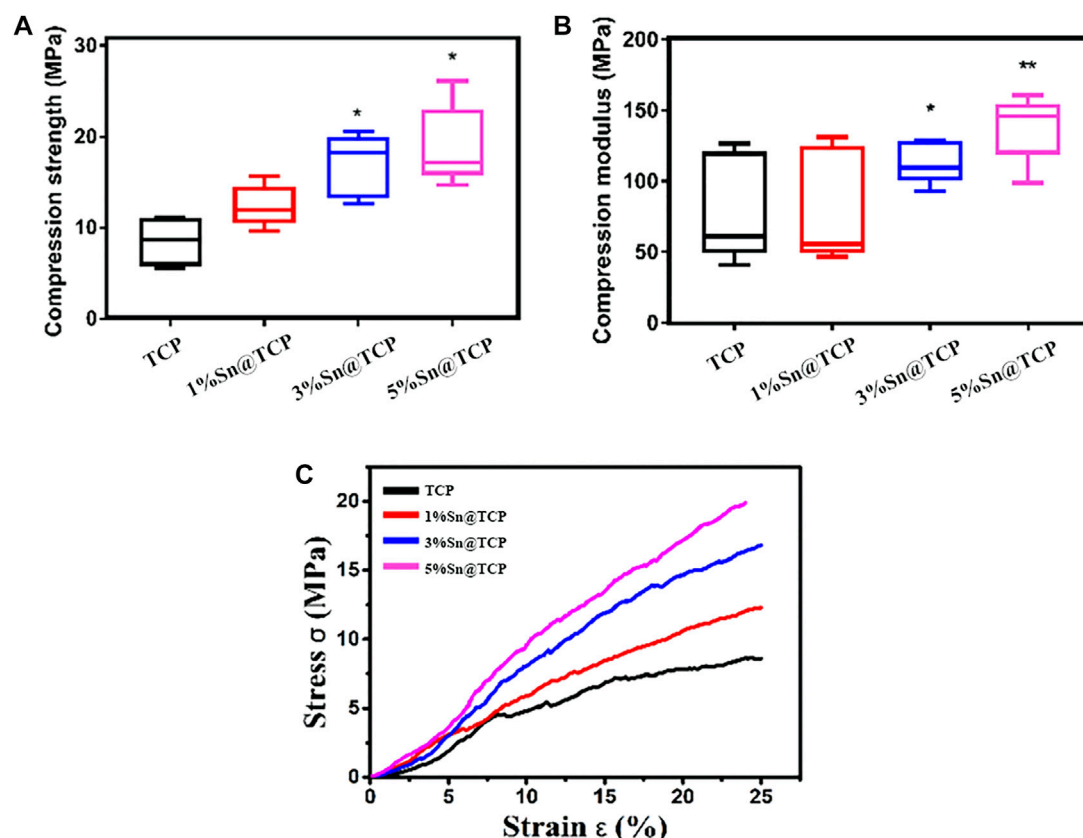 A
Compression strength (MPa)
30
20
10
0
*
*
TCP
1%Sn@TCP
3%Sn@TCP
5%Sn@TCP
B
Compression modulus (MPa)
200
150
100
50
0
*
**
TCP
1%Sn@TCP
3%Sn@TCP
5%Sn@TCP
C
Stress σ (MPa)
20
15
10
5
0
TCP
1%Sn@TCP
3%Sn@TCP
5%Sn@TCP
0 5 10 15 20 25
Strain ε (%)